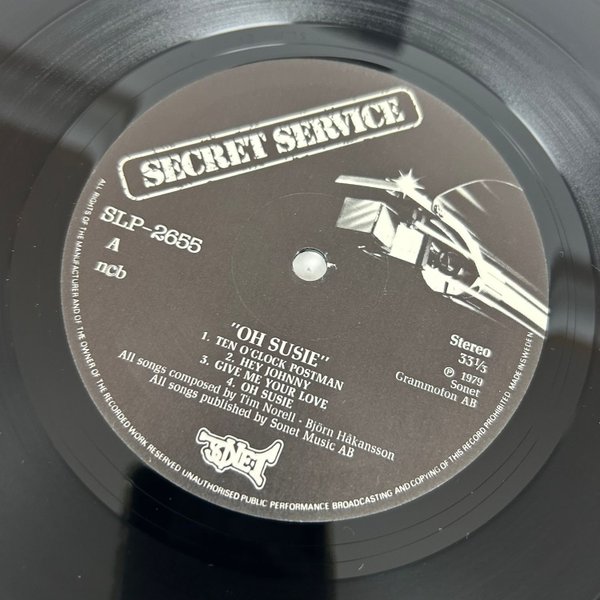 SECRET SERVICE
SLP-2655
A
ncb
"OH SUSIE"
1. TEN O'CLOCK POSTMAN
2. HEY JOHNNY
3. GIVE ME YOUR LOVE
4. OH SUSIE
All songs composed by Tim Norell - Björn Håkansson
All songs published by Sonet Music AB
Stereo
33 1/3
℗ 1979
Sonet
Grammofon AB
SONET
ALL RIGHTS OF THE MANUFACTURER AND OF THE OWNER OF THE RECORDED WORK RESERVED UNAUTHORISED PUBLIC PERFORMANCE BROADCASTING AND COPYING OF THIS RECORD PROHIBITED MADE IN SWEDEN